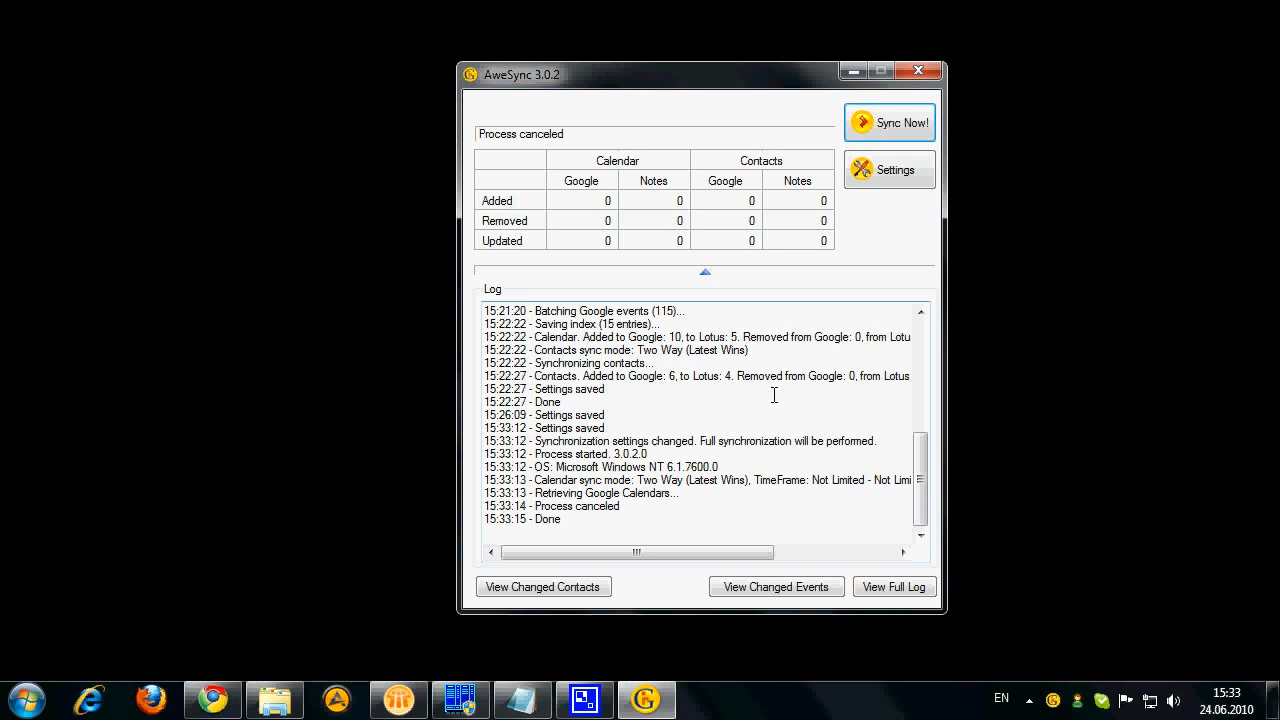 AweSync 3.0.2
Sync Now!
Process canceled
Settings
Calendar Contacts
Google Notes Google Notes
Added 0 0 0 0
Removed 0 0 0 0
Updated 0 0 0 0
Log
15:21:20 - Batching Google events (115)...
15:22:22 - Saving index (15 entries)...
15:22:22 - Calendar. Added to Google: 10, to Lotus: 5. Removed from Google: 0, from Lotu
15:22:22 - Contacts sync mode: Two Way (Latest Wins)
15:22:22 - Synchronizing contacts...
15:22:27 - Contacts. Added to Google: 6, to Lotus: 4. Removed from Google: 0, from Lotus
15:22:27 - Settings saved
15:22:27 - Done
15:26:09 - Settings saved
15:33:12 - Settings saved
15:33:12 - Synchronization settings changed. Full synchronization will be performed.
15:33:12 - Process started. 3.0.2.0
15:33:12 - OS: Microsoft Windows NT 6.1.7600.0
15:33:13 - Calendar sync mode: Two Way (Latest Wins), TimeFrame: Not Limited - Not Limi
15:33:13 - Retrieving Google Calendars...
15:33:14 - Process canceled
15:33:15 - Done
View Changed Contacts View Changed Events View Full Log
EN 15:33
24.06.2010